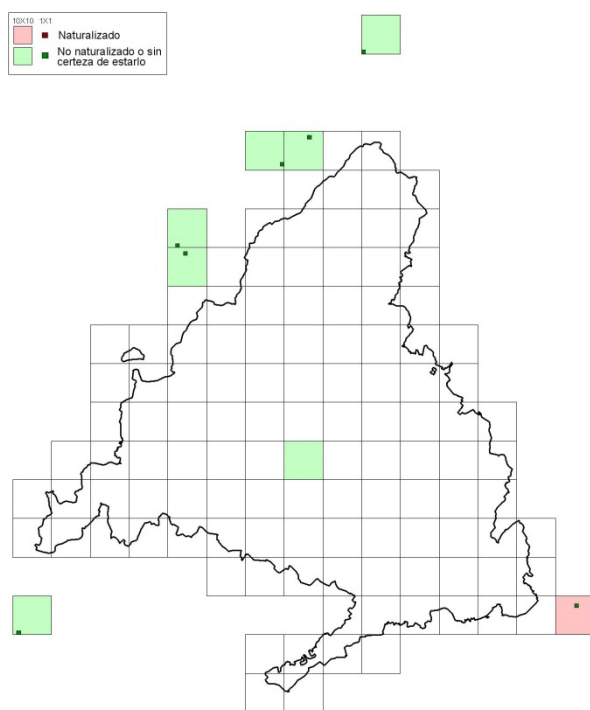 10X10 1X1
Naturalizado
No naturalizado o sin
certeza de estarlo